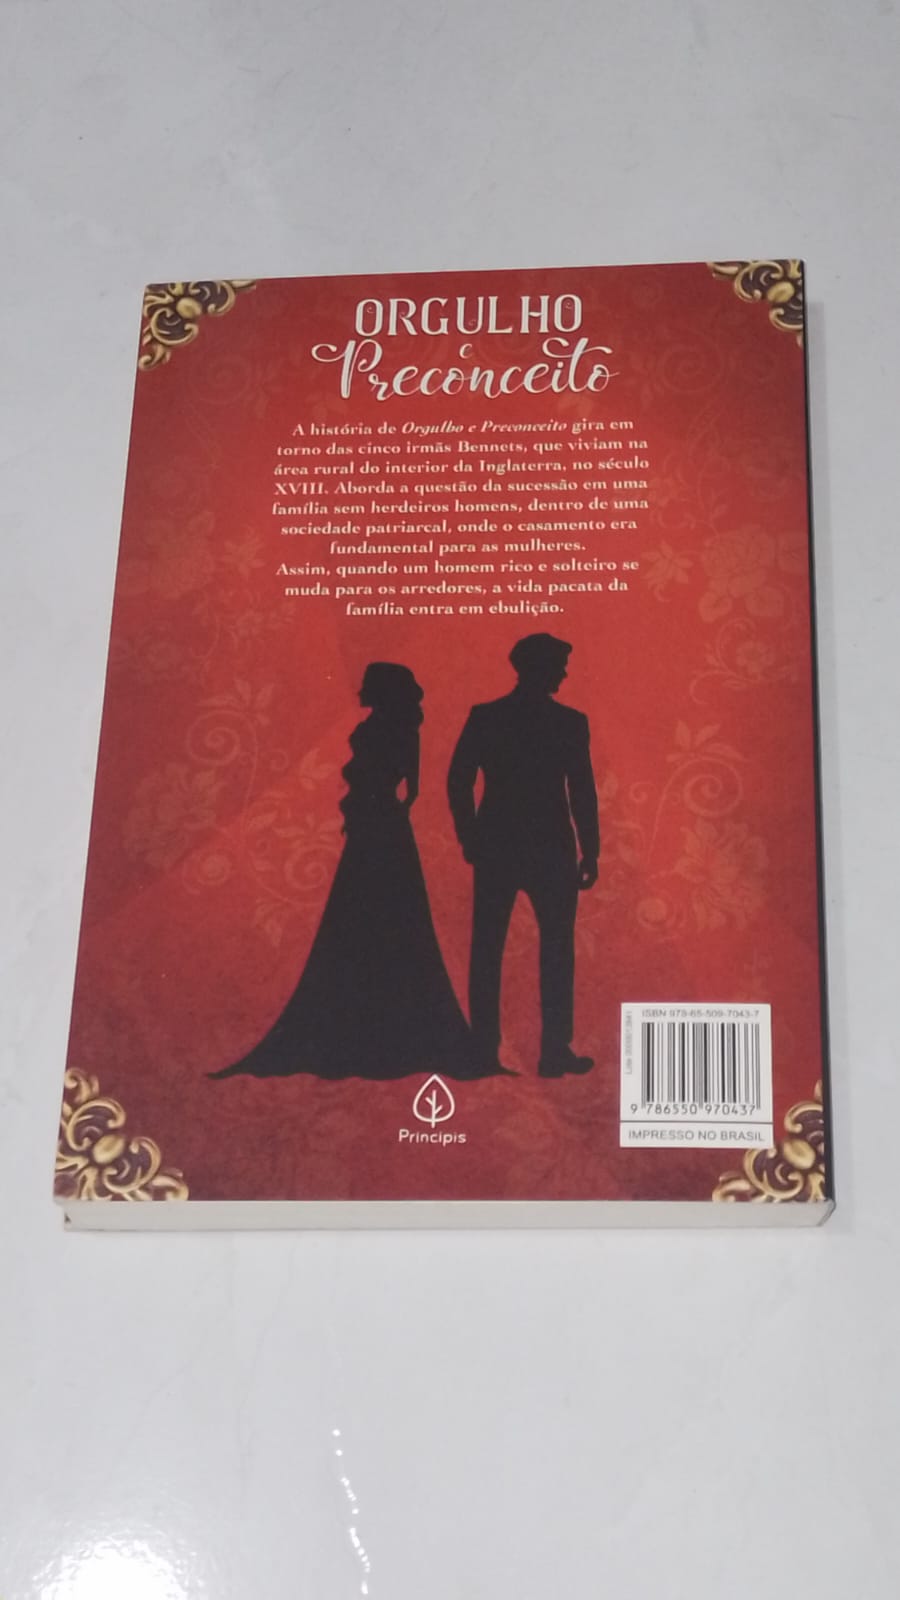 ORGULHO
e
Preconceito
A história de Orgulho e Preconceito gira em
torno das cinco irmãs Bennets, que viviam na
área rural do interior da Inglaterra, no século
XVIII. Aborda a questão da sucessão em uma
família sem herdeiros homens, dentro de uma
sociedade patriarcal, onde o casamento era
fundamental para as mulheres.
Assim, quando um homem rico e solteiro se
muda para os arredores, a vida pacata da
família entra em ebulição.
Principis
ISBN 978-65-509-7043-7
9 786550 970437
IMPRESSO NO BRASIL